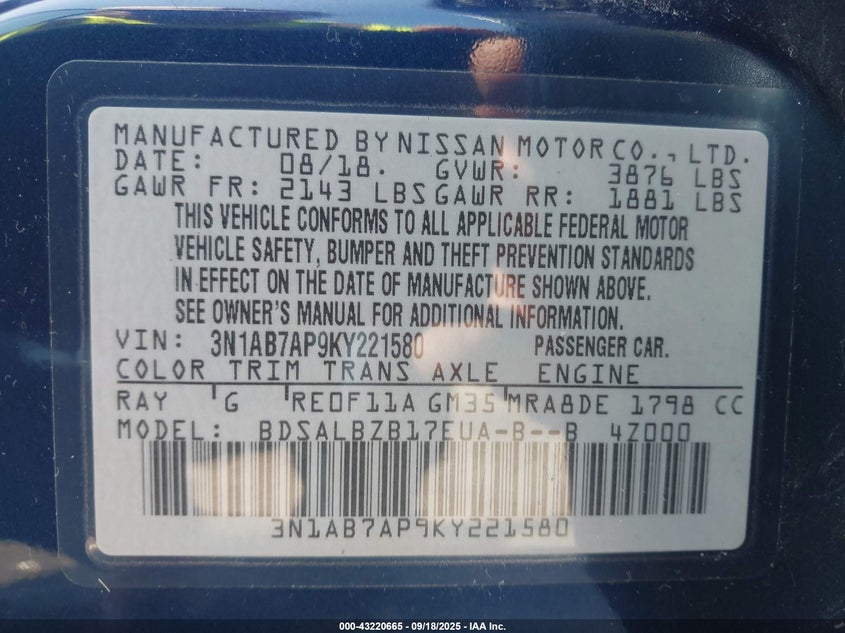 MANUFACTURED BY NISSAN MOTOR CO., LTD.
DATE: 08/18. GVWR: 3876 LBS
GAWR FR: 2143 LBS GAWR RR: 1881 LBS
THIS VEHICLE CONFORMS TO ALL APPLICABLE FEDERAL MOTOR
VEHICLE SAFETY, BUMPER AND THEFT PREVENTION STANDARDS
IN EFFECT ON THE DATE OF MANUFACTURE SHOWN ABOVE.
SEE OWNER'S MANUAL FOR ADDITIONAL INFORMATION.
VIN: 3N1AB7AP9KY221580 PASSENGER CAR.
COLOR TRIM TRANS AXLE ENGINE
RAY G RE0F11A GM35 MRA8DE 1798 CC
MODEL: BDSALBZB17EUA-B--B 4Z000
3N1AB7AP9KY221580
000-43220665 - 09/18/2025 - IAA Inc.